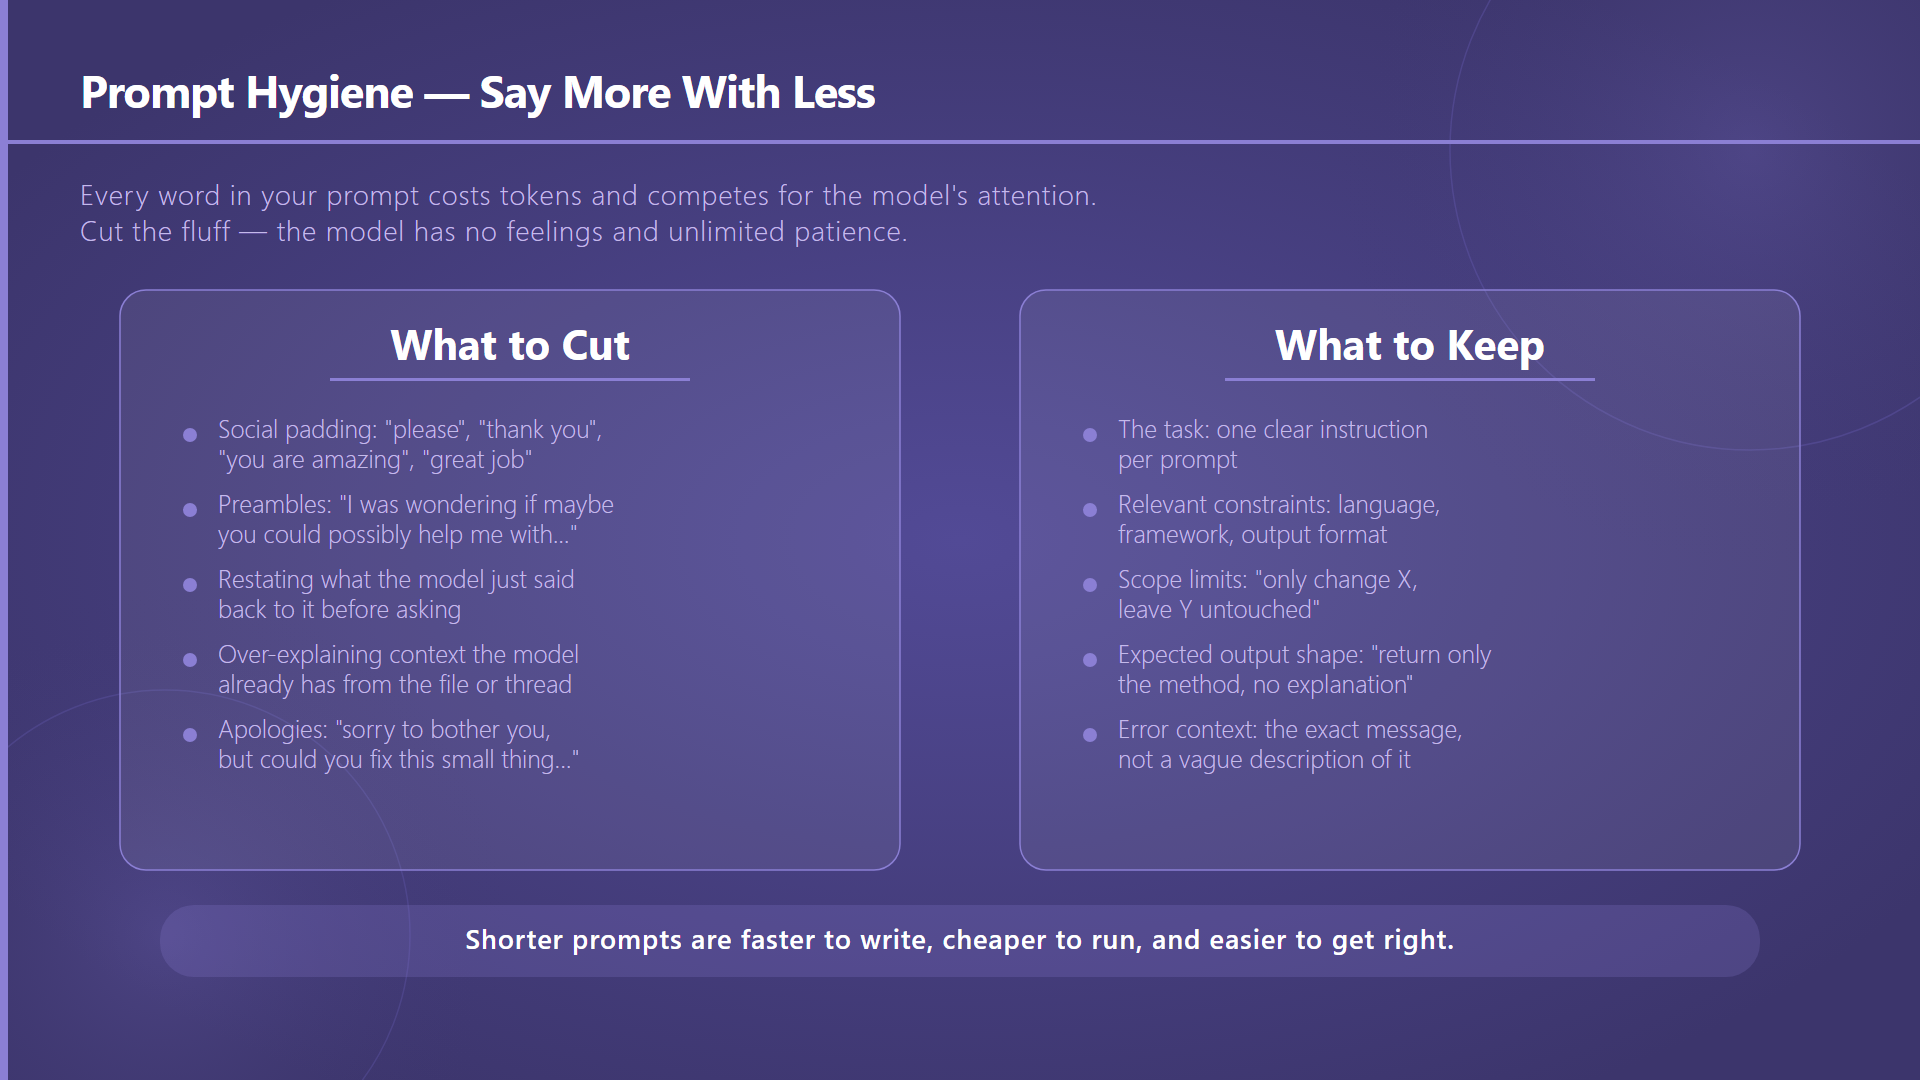 Prompt Hygiene — Say More With Less
Every word in your prompt costs tokens and competes for the model's attention.
Cut the fluff — the model has no feelings and unlimited patience.
What to Cut
Social padding: "please", "thank you",
"you are amazing", "great job"
Preambles: "I was wondering if maybe
you could possibly help me with..."
Restating what the model just said
back to it before asking
Over-explaining context the model
already has from the file or thread
Apologies: "sorry to bother you,
but could you fix this small thing..."
What to Keep
The task: one clear instruction
per prompt
Relevant constraints: language,
framework, output format
Scope limits: "only change X,
leave Y untouched"
Expected output shape: "return only
the method, no explanation"
Error context: the exact message,
not a vague description of it
Shorter prompts are faster to write, cheaper to run, and easier to get right.